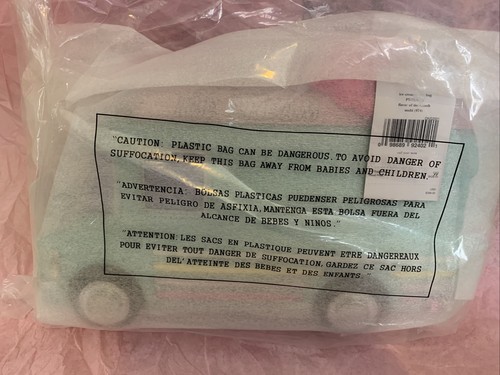 "CAUTION: PLASTIC BAG CAN BE DANGEROUS. TO AVOID DANGER OF
SUFFOCATION, KEEP THIS BAG AWAY FROM BABIES AND CHILDREN."
"ADVERTENCIA: BOLSAS PLASTICAS PUEDENSER PELIGROSAS PARA
EVITAR PELIGRO DE ASFIXIA, MANTENGA ESTA BOLSA FUERA DEL
ALCANCE DE BEBES Y NINOS."
"ATTENTION: LES SACS EN PLASTIQUE PEUVENT ETRE DANGEREAUX
POUR EVITER TOUT DANGER DE SUFFOCATION, GARDEZ CE SAC HORS
DEL'ATTEINTE DES BEBES ET DES ENFANTS."